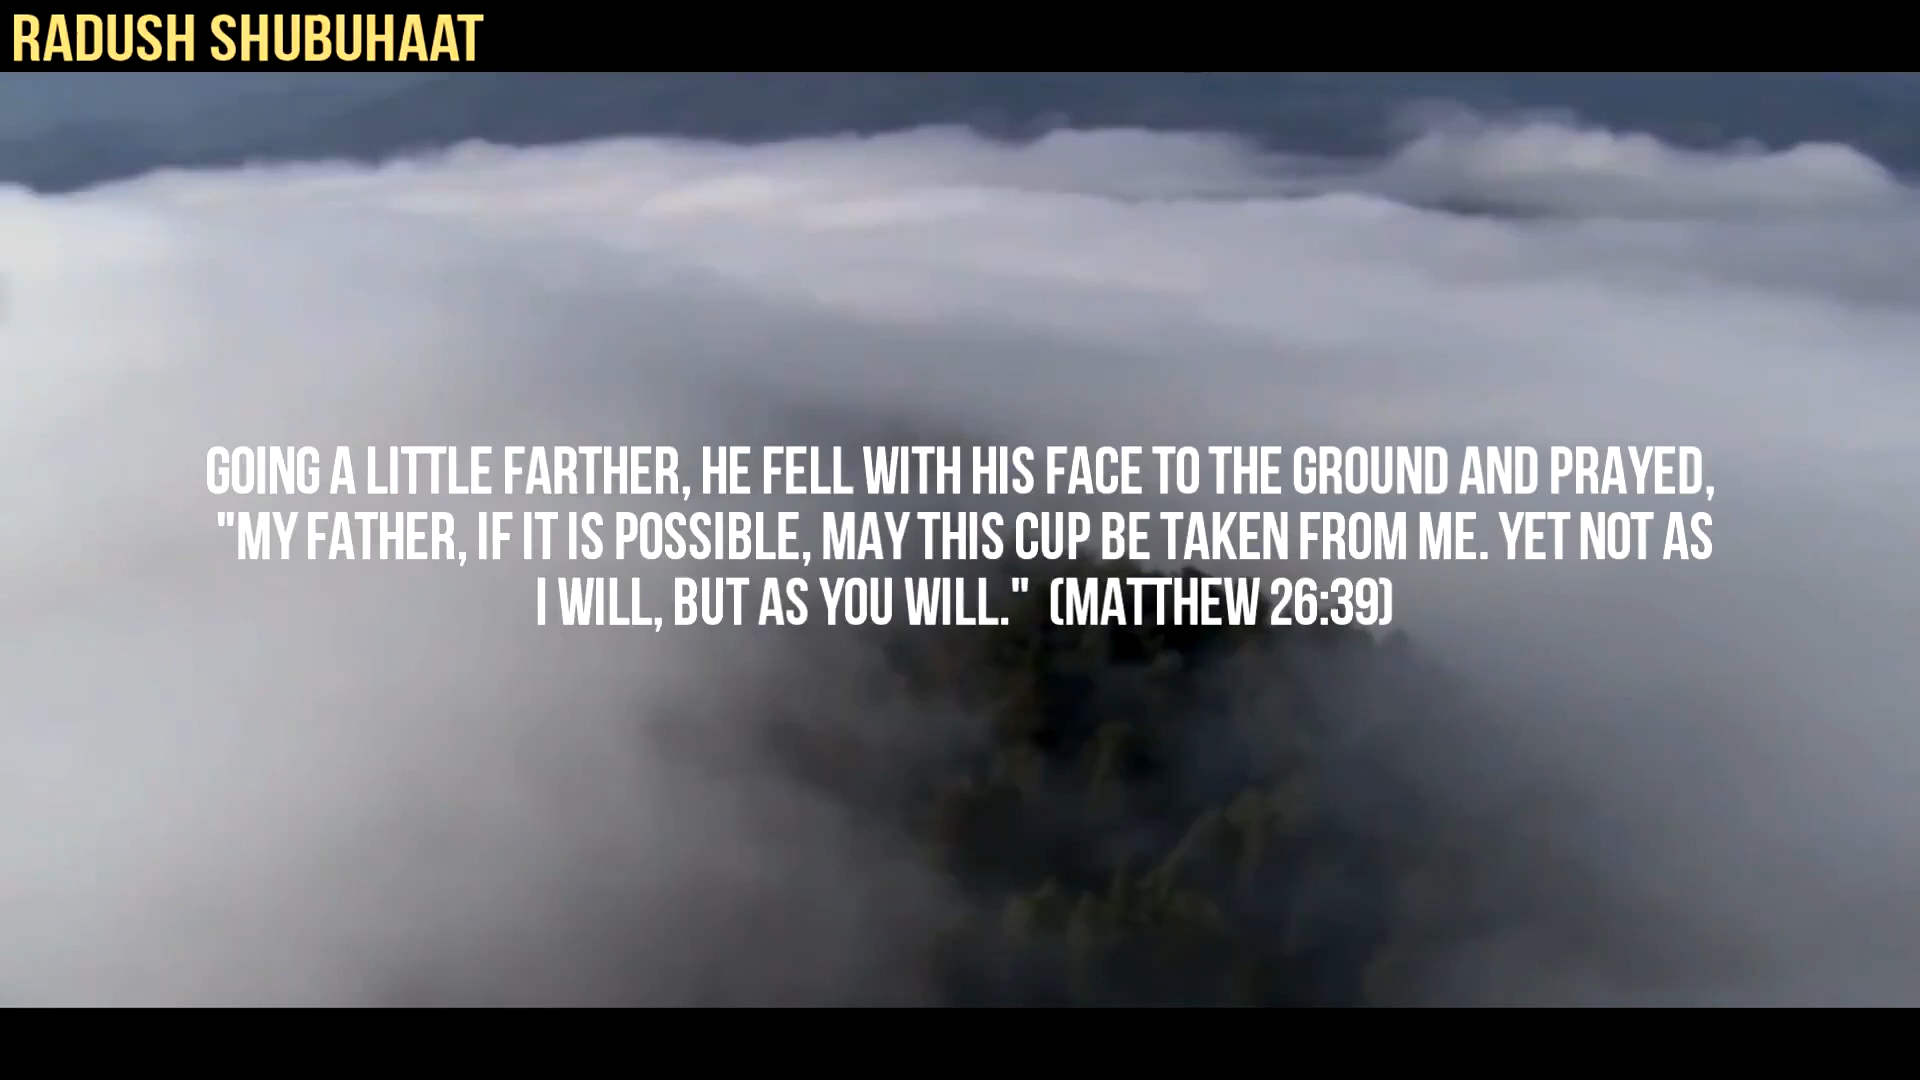 RADUSH SHUBUHAAT
GOING A LITTLE FARTHER, HE FELL WITH HIS FACE TO THE GROUND AND PRAYED,
"MY FATHER, IF IT IS POSSIBLE, MAY THIS CUP BE TAKEN FROM ME. YET NOT AS
I WILL, BUT AS YOU WILL." (MATTHEW 26:39)